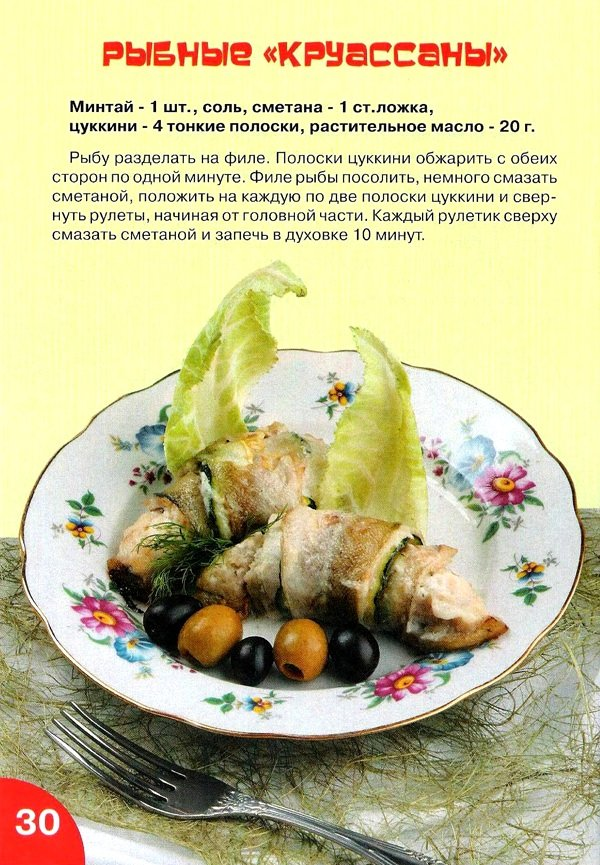 Рыбные «Круассаны»
Минтай - 1 шт., соль, сметана - 1 ст.ложка,
цуккини - 4 тонкие полоски, растительное масло - 20 г.
Рыбу разделать на филе. Полоски цуккини обжарить с обеих
сторон по одной минуте. Филе рыбы посолить, немного смазать
сметаной, положить на каждую по две полоски цуккини и свер-
нуть рулеты, начиная от головной части. Каждый рулетик сверху
смазать сметаной и запечь в духовке 10 минут.
30